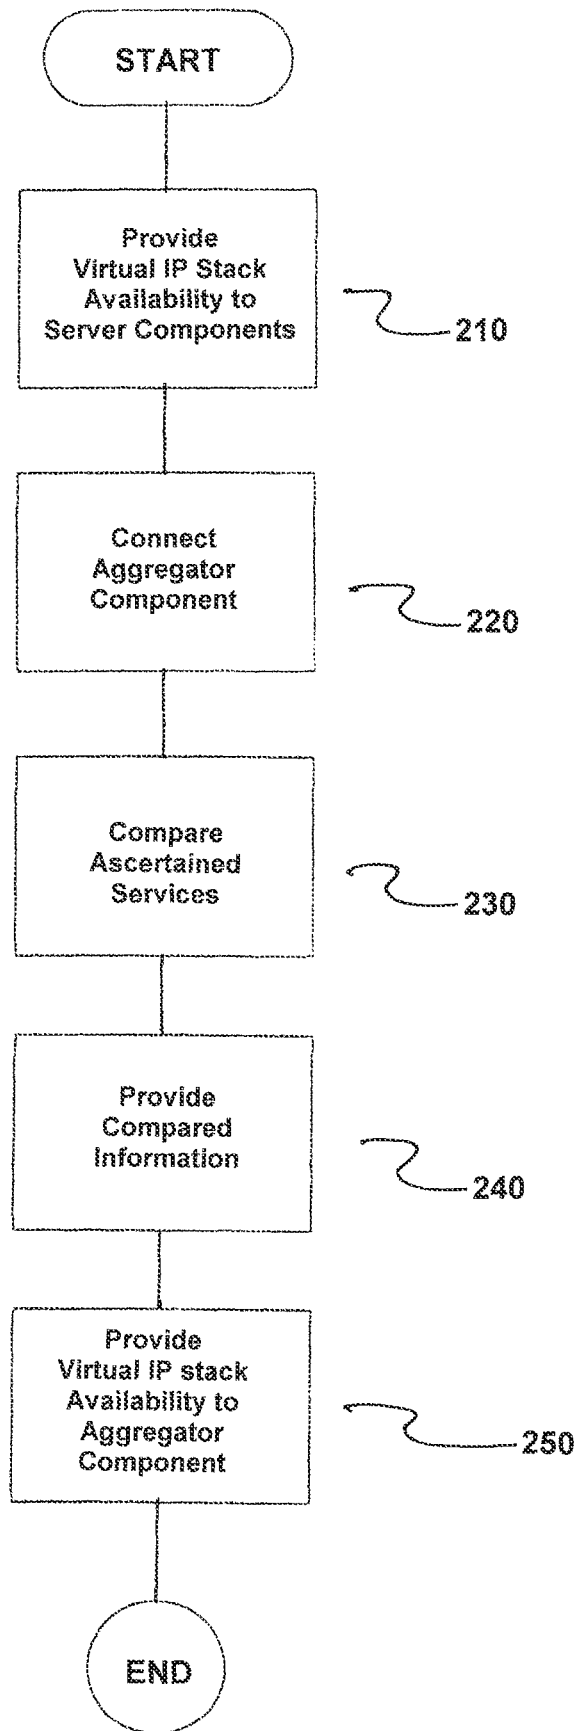 START
Provide
Virtual IP Stack
Availability to
Server Components
210
Connect
Aggregator
Component
220
Compare
Ascertained
Services
230
Provide
Compared
Information
240
Provide
Virtual IP stack
Availability to
Aggregator
Component
250
END